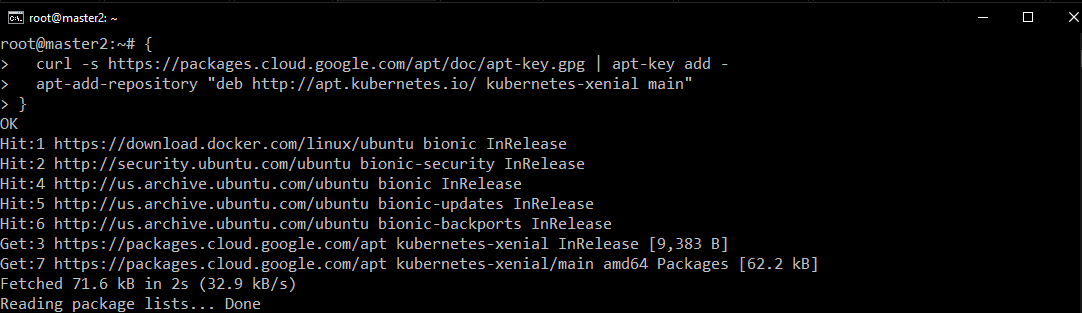 root@master2: ~
root@master2:~# {
>   curl -s https://packages.cloud.google.com/apt/doc/apt-key.gpg | apt-key add -
>   apt-add-repository "deb http://apt.kubernetes.io/ kubernetes-xenial main"
> }
OK
Hit:1 https://download.docker.com/linux/ubuntu bionic InRelease
Hit:2 http://security.ubuntu.com/ubuntu bionic-security InRelease
Hit:4 http://us.archive.ubuntu.com/ubuntu bionic InRelease
Hit:5 http://us.archive.ubuntu.com/ubuntu bionic-updates InRelease
Hit:6 http://us.archive.ubuntu.com/ubuntu bionic-backports InRelease
Get:3 https://packages.cloud.google.com/apt kubernetes-xenial InRelease [9,383 B]
Get:7 https://packages.cloud.google.com/apt kubernetes-xenial/main amd64 Packages [62.2 kB]
Fetched 71.6 kB in 2s (32.9 kB/s)
Reading package lists... Done